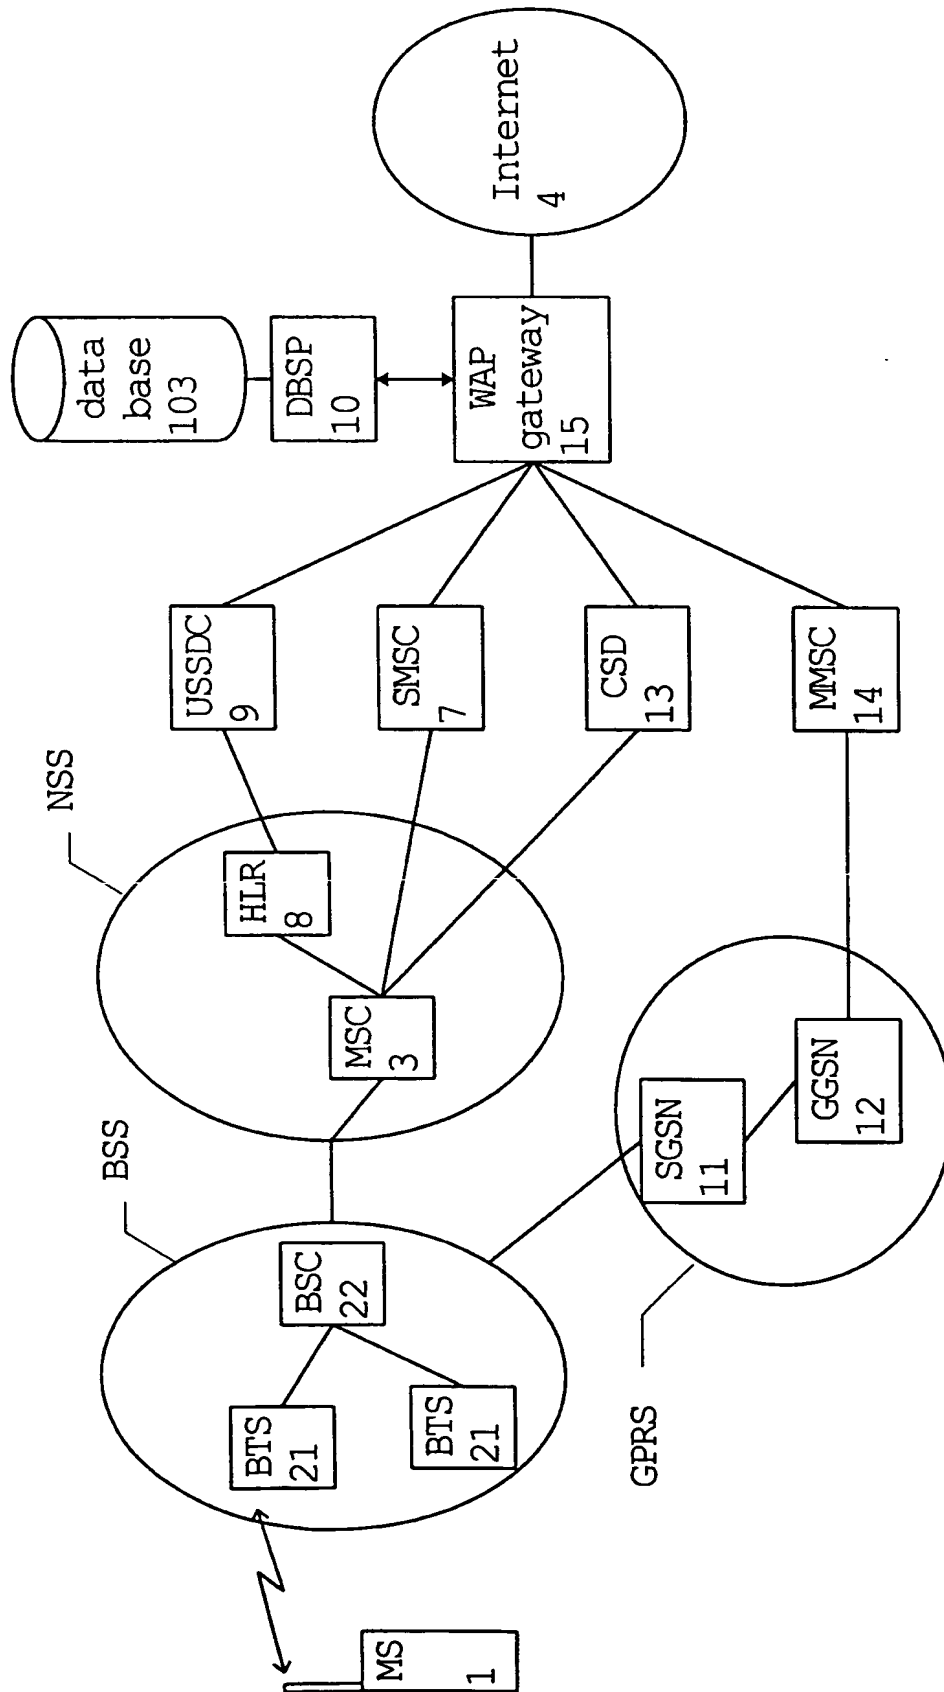 MS
1
BTS
21
BTS
21
BSC
22
BSS
MSC
3
HLR
8
NSS
GPRS
SGSN
11
GGSN
12
USSDC
9
SMSC
7
CSD
13
MMSC
14
data
base
103
DBSP
10
WAP
gateway
15
Internet
4